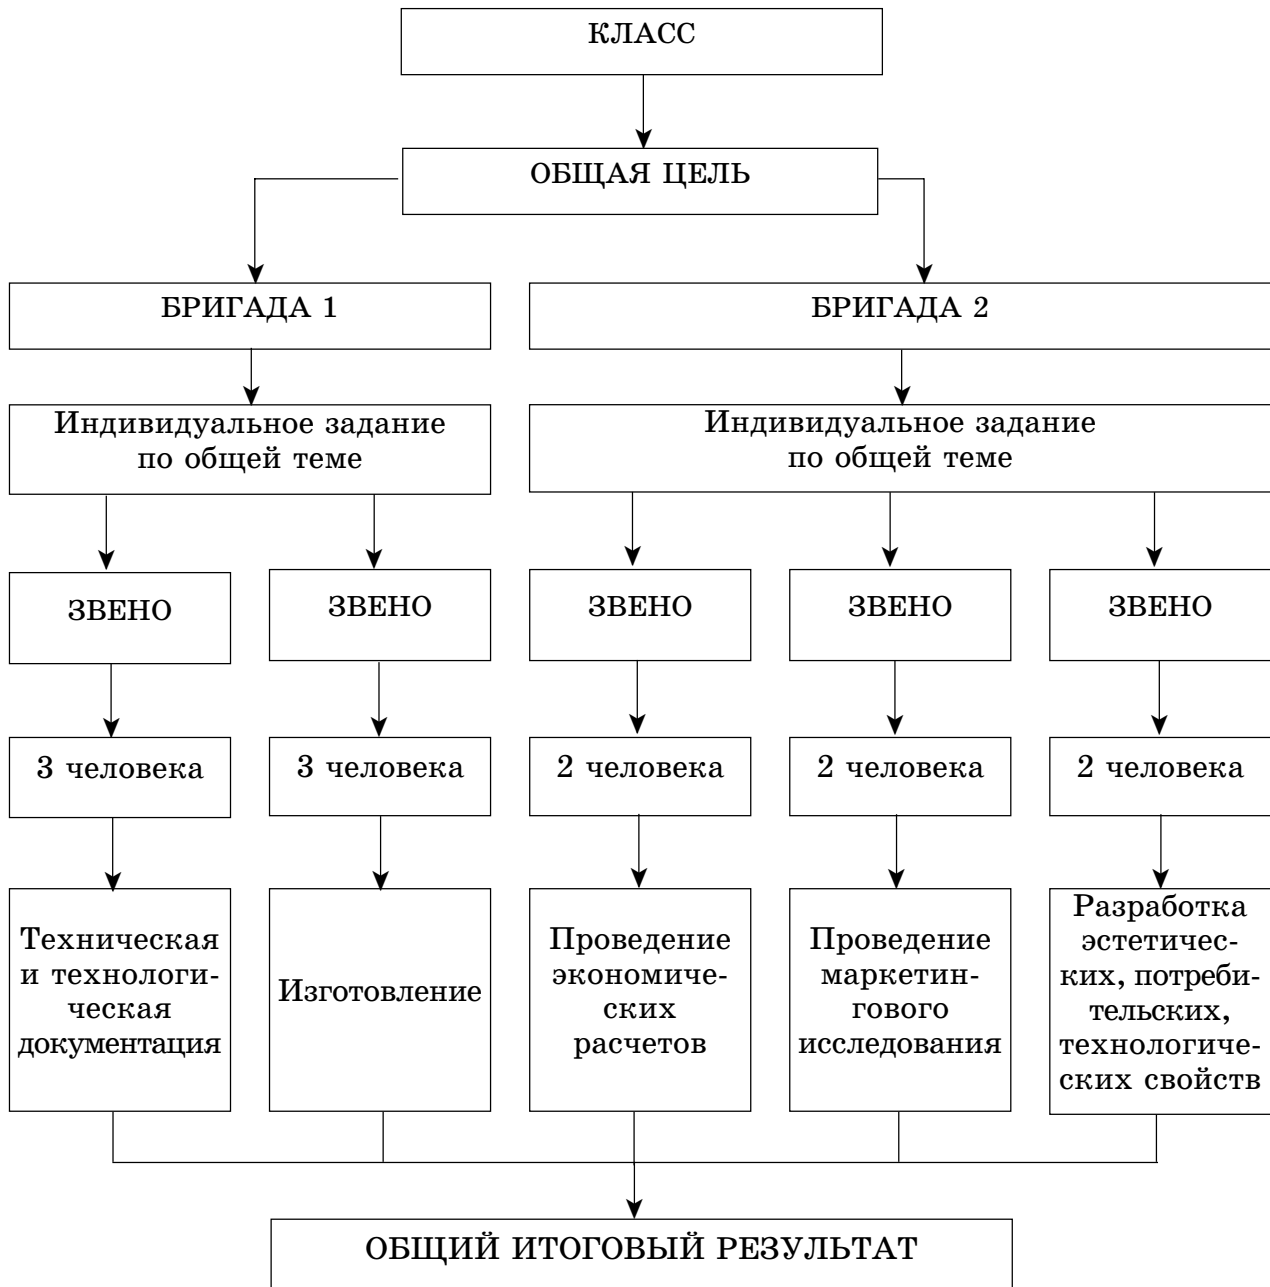 КЛАСС
ОБЩАЯ ЦЕЛЬ
БРИГАДА 1
БРИГАДА 2
Индивидуальное задание
по общей теме
Индивидуальное задание
по общей теме
ЗВЕНО
ЗВЕНО
ЗВЕНО
ЗВЕНО
ЗВЕНО
3 человека
3 человека
2 человека
2 человека
2 человека
Техническая
и технологи-
ческая
документация
Изготовление
Проведение
экономиче-
ских
расчетов
Проведение
маркетин-
гового
исследования
Разработка
эстетичес-
ких, потреби-
тельских,
технологиче-
ских свойств
ОБЩИЙ ИТОГОВЫЙ РЕЗУЛЬТАТ